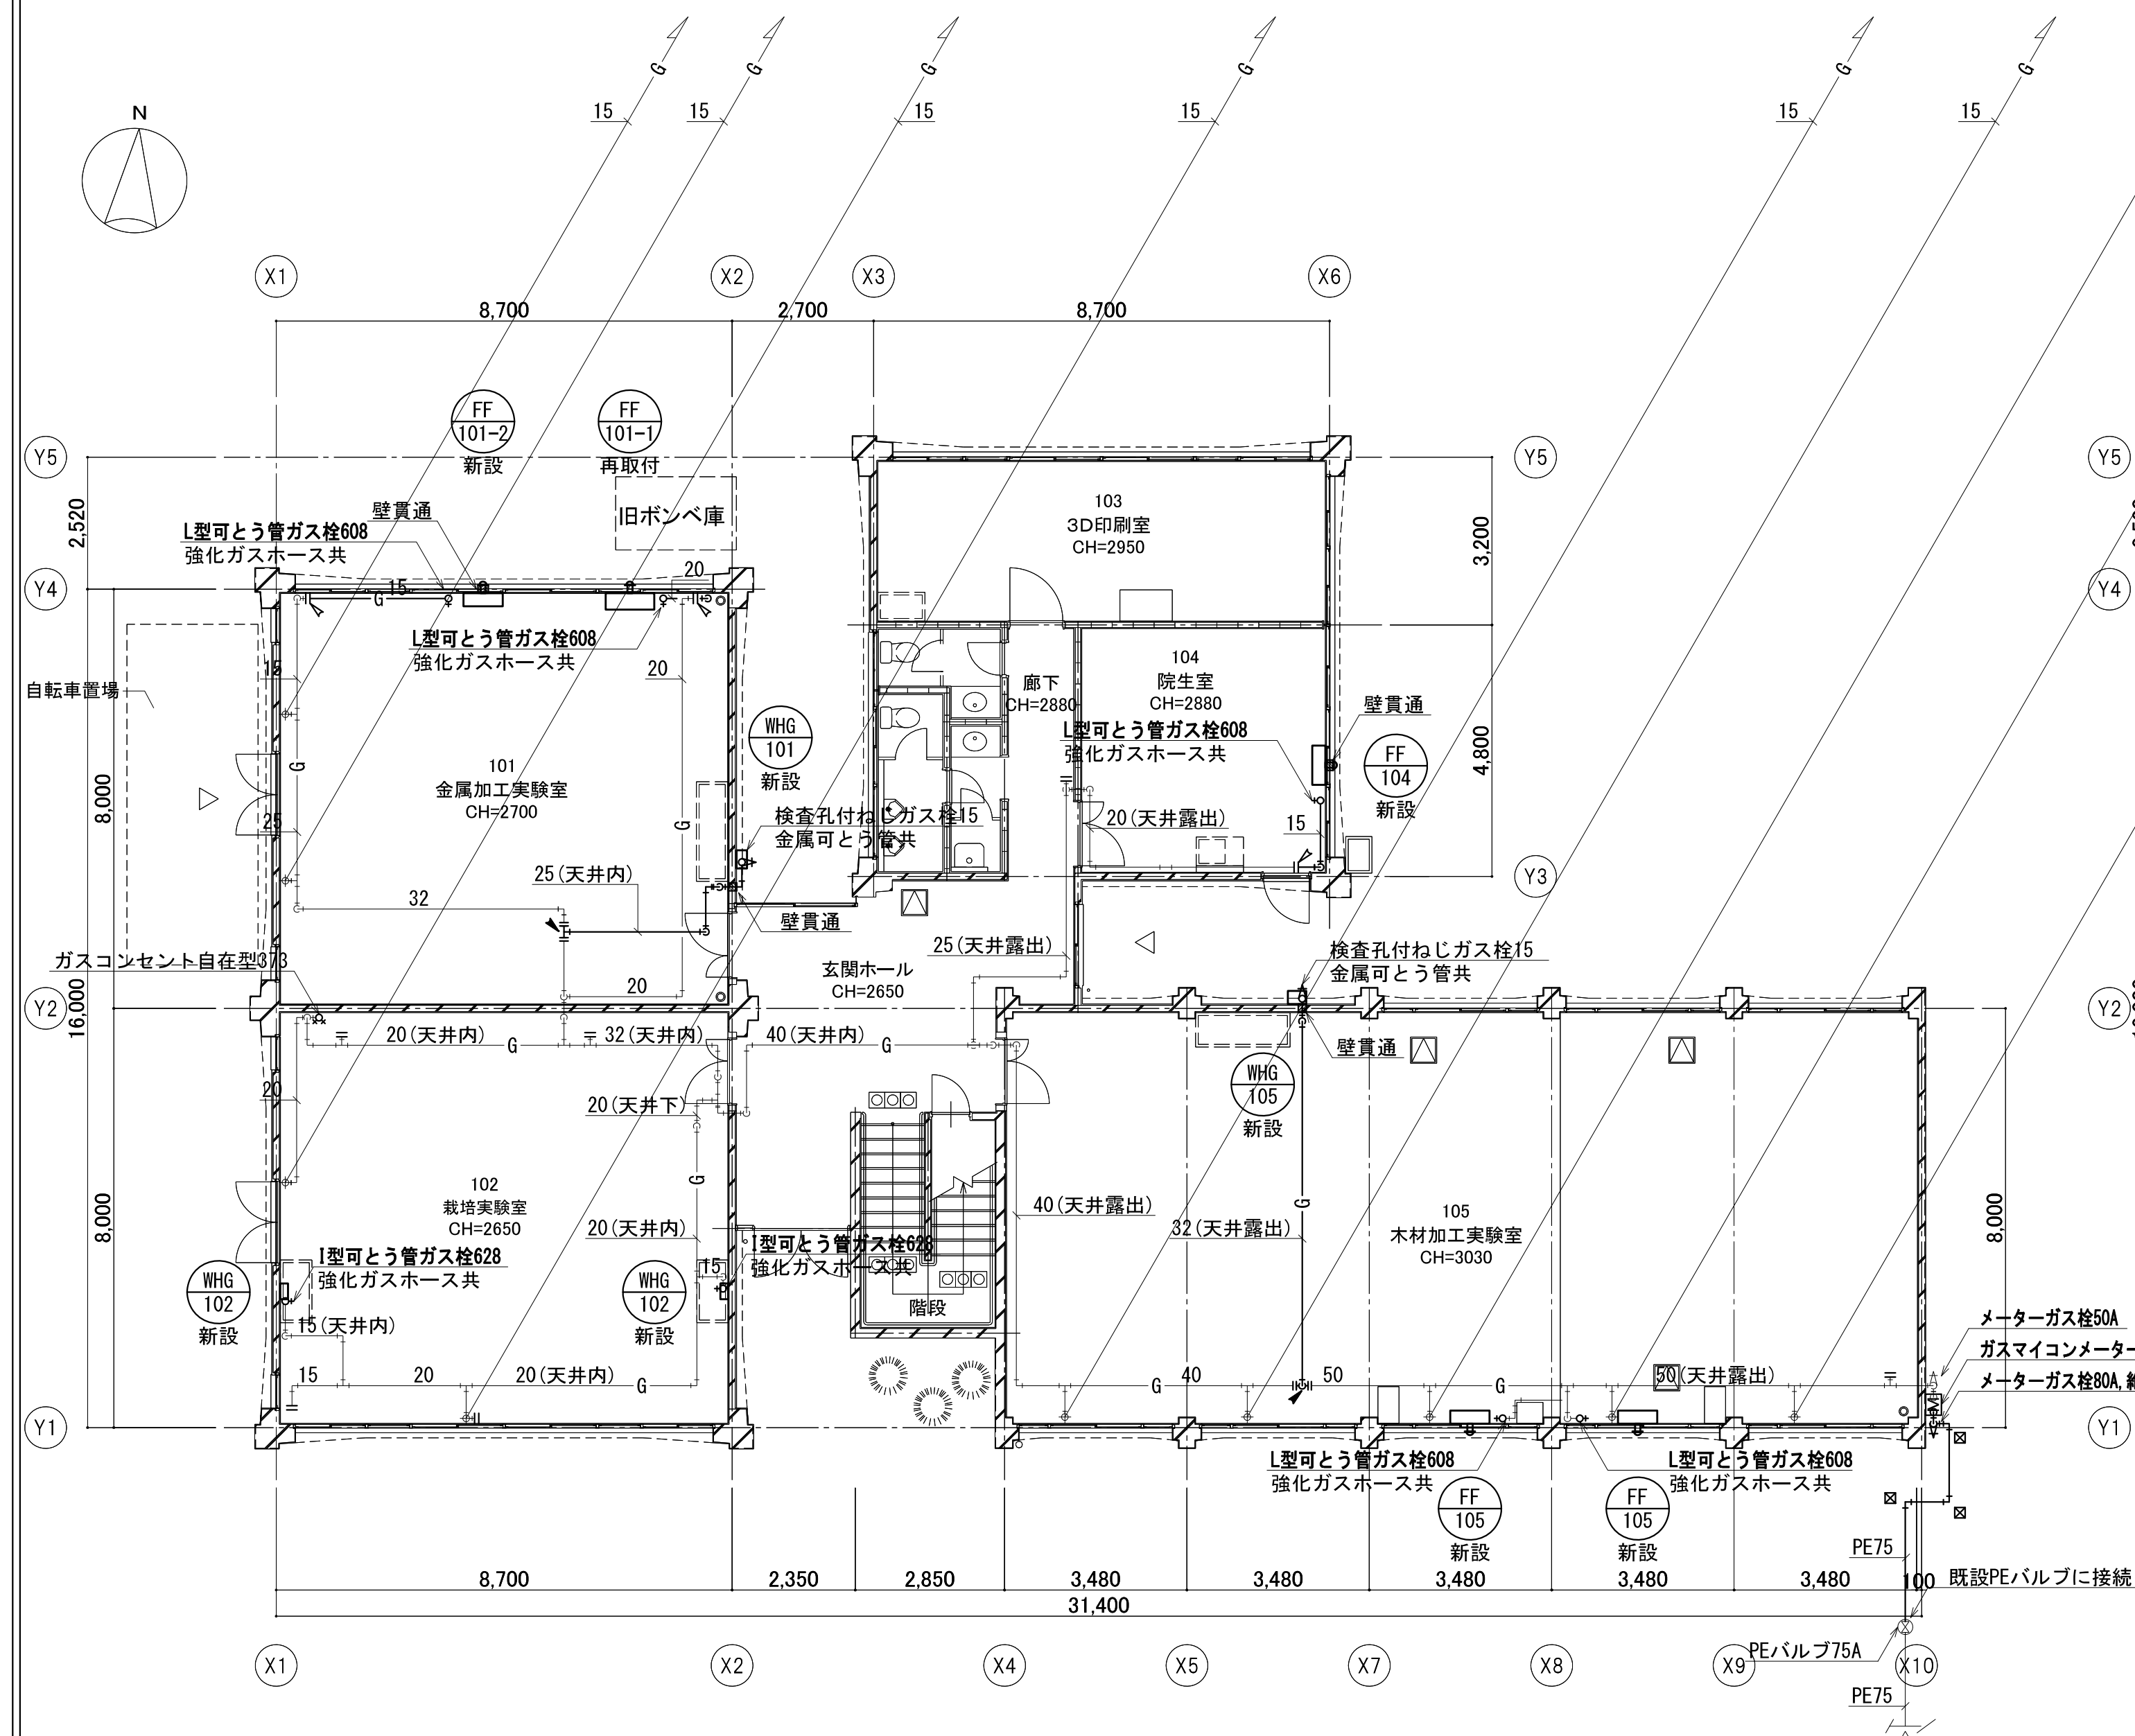 G
G
G
G
G
G
15
15
15
15
15
15
N
X1
X2
X3
X6
8,700
2,700
8,700
FF
101-2
新設
FF
101-1
再取付
Y5
Y5
Y5
旧ボンベ庫
壁貫通
L型可とう管ガス栓608
強化ガスホース共
2,520
103
3D印刷室
CH=2950
3,200
Y4
Y4
15
G
20
L型可とう管ガス栓608
強化ガスホース共
15
20
自転車置場
WHG
101
新設
廊下
CH=2880
104
院生室
CH=2880
L型可とう管ガス栓608
強化ガスホース共
壁貫通
FF
104
新設
4,800
G
101
金属加工実験室
CH=2700
8,000
25
G
検査孔付ねじガス栓15
金属可とう管共
20(天井露出)
15
25(天井内)
32
壁貫通
Y3
25(天井露出)
ガスコンセント自在型373
20
玄関ホール
CH=2650
検査孔付ねじガス栓15
金属可とう管共
Y2
Y2
16,000
20(天井内)
G
32(天井内)
40(天井内)
G
壁貫通
20
20(天井下)
WHG
105
新設
102
栽培実験室
CH=2650
G
20(天井内)
40(天井露出)
32(天井露出)
G
105
木材加工実験室
CH=3030
8,000
8,000
I型可とう管ガス栓628
強化ガスホース共
I型可とう管ガス栓628
強化ガスホース共
WHG
102
新設
WHG
102
新設
15
階段
15(天井内)
15
20
20(天井内)
G
G
40
50
G
50(天井露出)
メーターガス栓50A
ガスマイコンメーター
メーターガス栓80A,
M
Y1
Y1
L型可とう管ガス栓608
強化ガスホース共
L型可とう管ガス栓608
強化ガスホース共
FF
105
新設
FF
105
新設
PE75
8,700
2,350
2,850
3,480
3,480
3,480
3,480
3,480
100
既設PEバルブに接続
31,400
X1
X2
X4
X5
X7
X8
X9
PEバルブ75A
X10
PE75